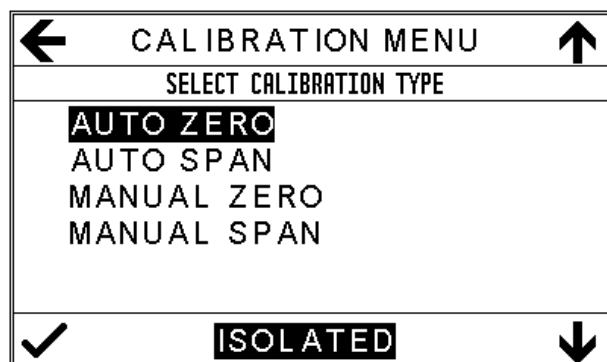 CALIBRATION MENU
SELECT CALIBRATION TYPE
AUTO ZERO
AUTO SPAN
MANUAL ZERO
MANUAL SPAN
ISOLATED